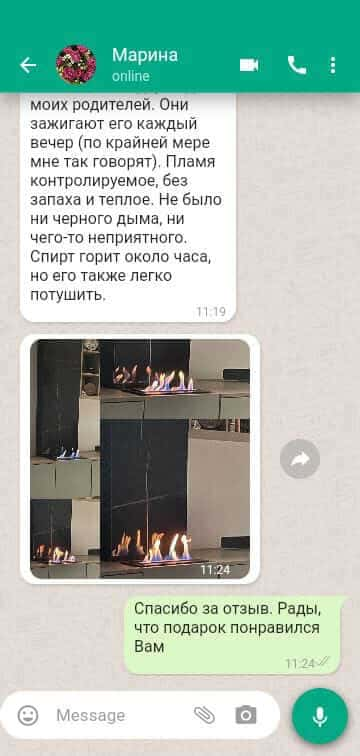 Марина
online
моих родителей. Они
зажигают его каждый
вечер (по крайней мере
мне так говорят). Пламя
контролируемое, без
запаха и теплое. Не было
ни черного дыма, ни
чего-то неприятного.
Спирт горит около часа,
но его также легко
потушить.
11:19
11:24
Спасибо за отзыв. Рады,
что подарок понравился
Вам
11:24
Message